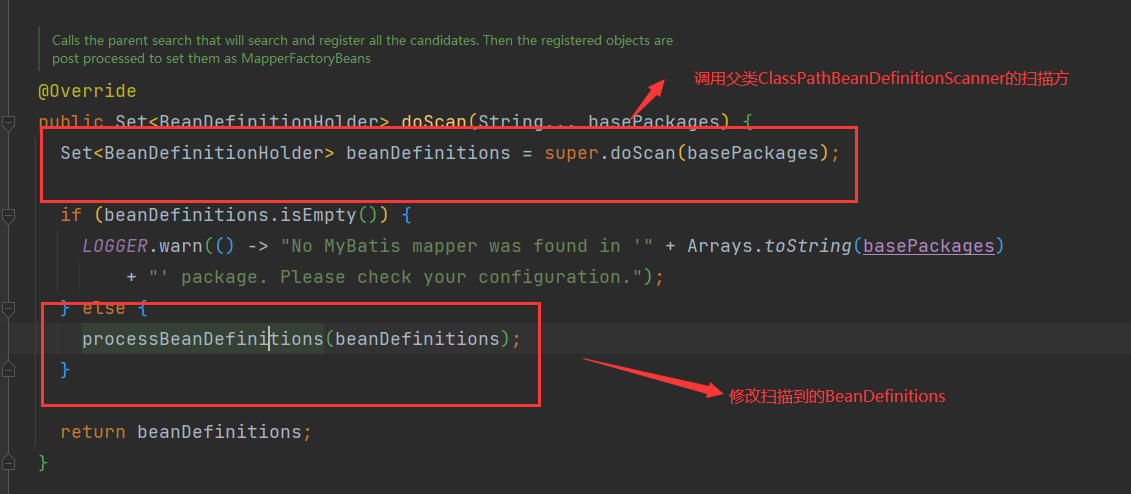 Calls the parent search that will search and register all the candidates. Then the registered objects are
post processed to set them as MapperFactoryBeans
调用父类ClassPathBeanDefinitionScanner的扫描方
@Override
public Set<BeanDefinitionHolder> doScan(String... basePackages) {
Set<BeanDefinitionHolder> beanDefinitions = super.doScan(basePackages);
if (beanDefinitions.isEmpty()) {
LOGGER.warn(() -> "No MyBatis mapper was found in '" + Arrays.toString(basePackages)
+ "' package. Please check your configuration.");
} else {
processBeanDefinitions(beanDefinitions);
}
修改扫描到的BeanDefinitions
return beanDefinitions;
}